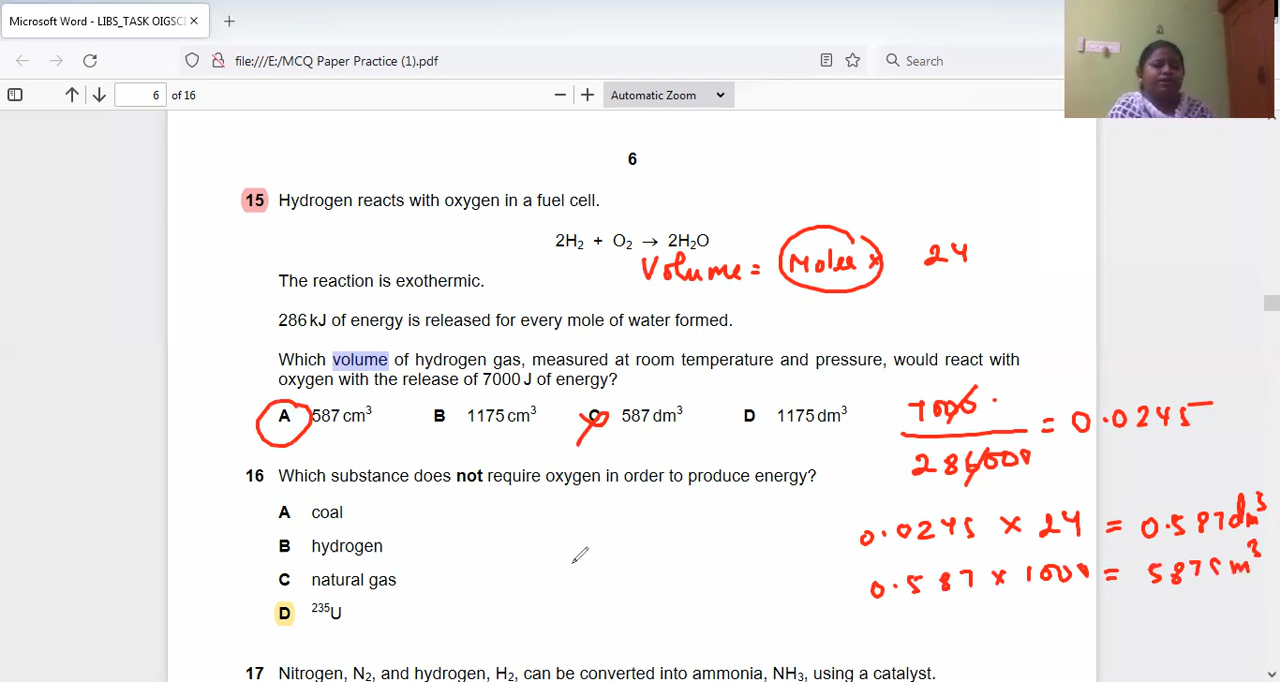 Microsoft Word - LIBS_TASK OIGSC
file:///E:/MCQ Paper Practice (1).pdf
Search
6 of 16
Automatic Zoom
6
15 Hydrogen reacts with oxygen in a fuel cell.
2H₂ + O₂ → 2H₂O
Volume = Moles × 24
The reaction is exothermic.
286 kJ of energy is released for every mole of water formed.
Which volume of hydrogen gas, measured at room temperature and pressure, would react with
oxygen with the release of 7000 J of energy?
A 587 cm³ B 1175 cm³ C 587 dm³ D 1175 dm³
7000
= 0.0245
286000
16 Which substance does not require oxygen in order to produce energy?
A coal
0.0245 × 24 = 0.587 dm³
B hydrogen
0.587 × 1000 = 587 cm³
C natural gas
D ²³⁵U
17 Nitrogen, N₂, and hydrogen, H₂, can be converted into ammonia, NH₃, using a catalyst.